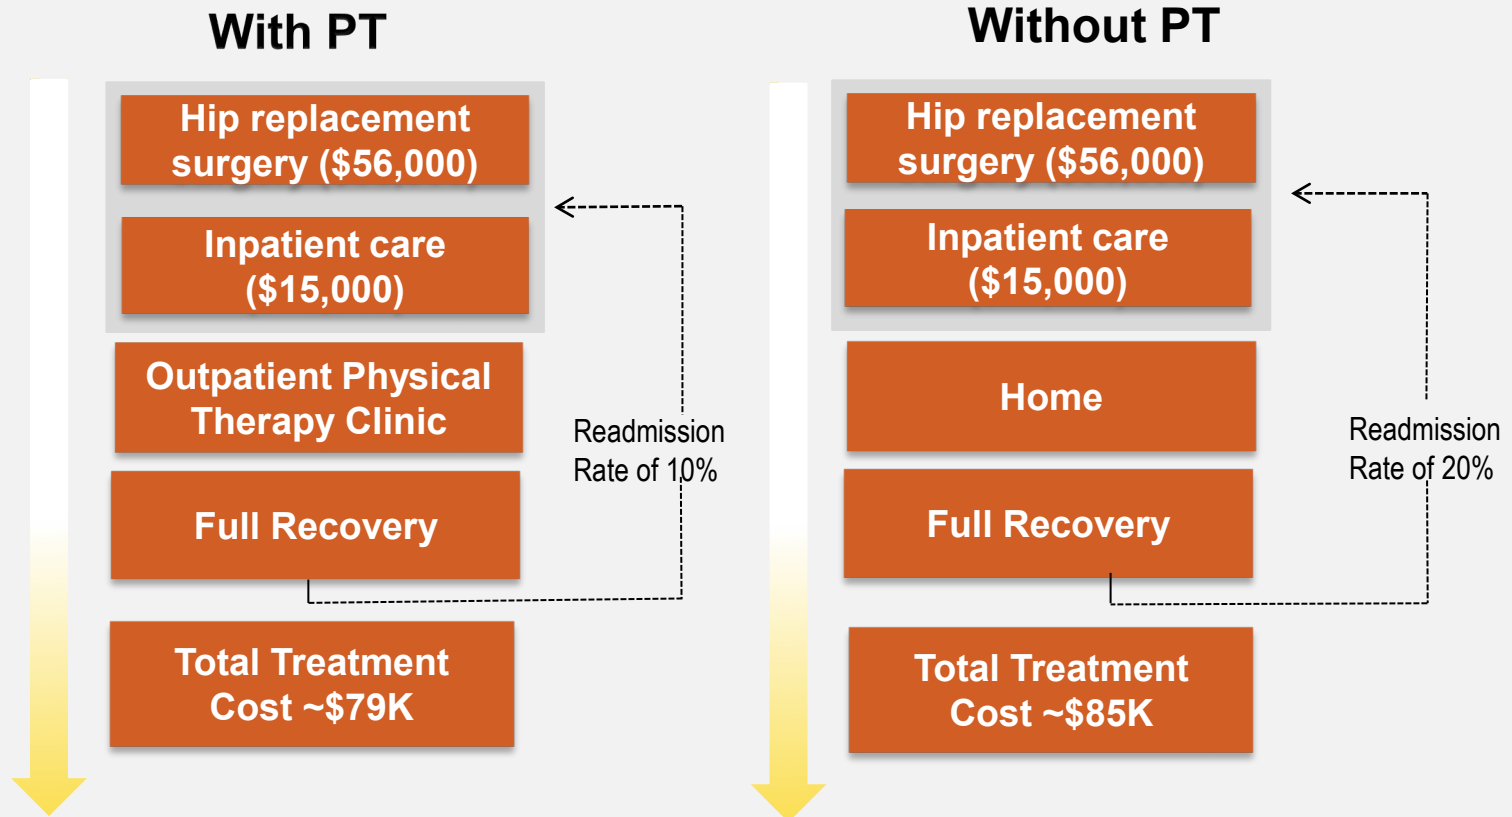 With PT
Hip replacement
surgery ($56,000)
Inpatient care
($15,000)
Outpatient Physical
Therapy Clinic
Full Recovery
Readmission
Rate of 10%
Total Treatment
Cost ~$79K
Without PT
Hip replacement
surgery ($56,000)
Inpatient care
($15,000)
Home
Full Recovery
Readmission
Rate of 20%
Total Treatment
Cost ~$85K